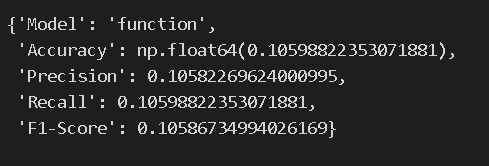 {'Model': 'function',
'Accuracy': np.float64(0.10598822353071881),
'Precision': 0.10582269624000995,
'Recall': 0.10598822353071881,
'F1-Score': 0.10586734994026169}